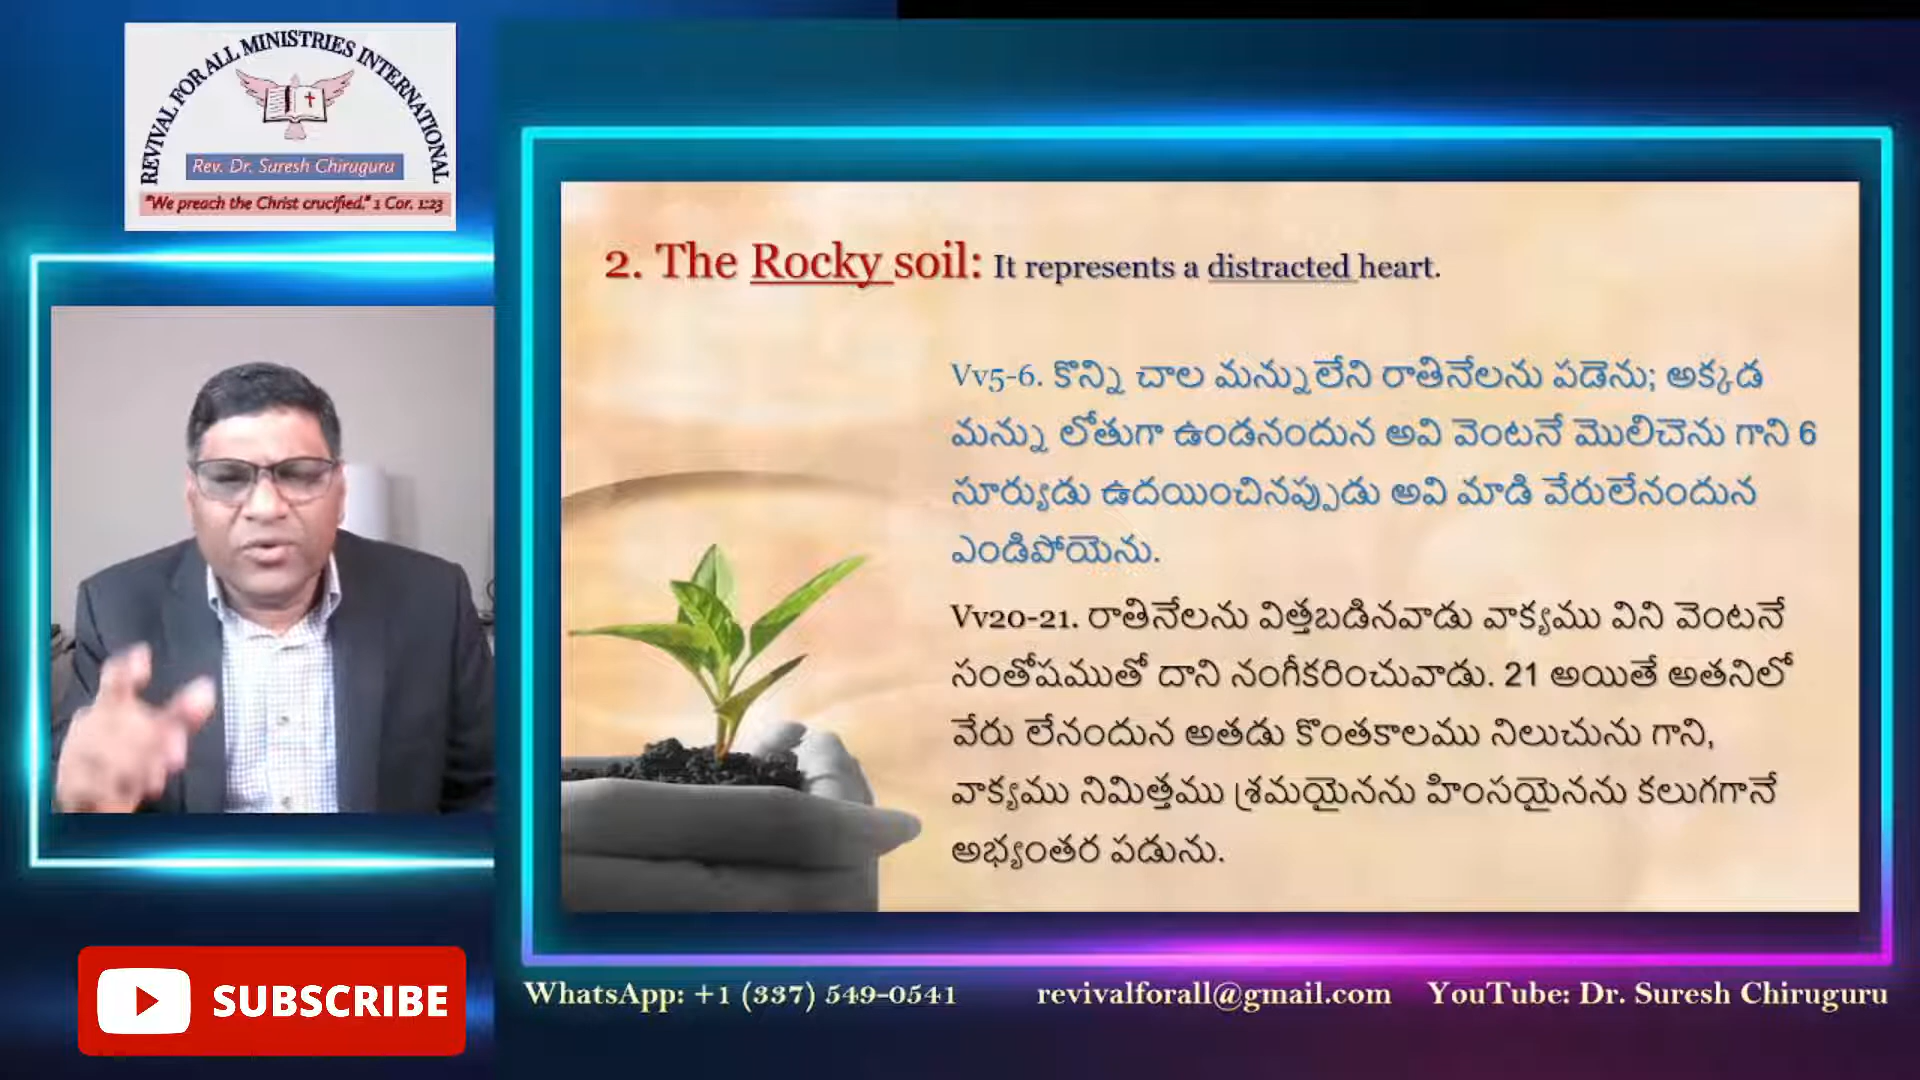 REVIVAL FOR ALL MINISTRIES INTERNATIONAL
Rev. Dr. Suresh Chiruguru
"We preach the Christ crucified." 1 Cor. 1:23
2. The Rocky soil: It represents a distracted heart.
Vv5-6. కొన్ని చాల మన్నులేని రాతినేలను పడెను; అక్కడ
మన్ను లోతుగా ఉండనందున అవి వెంటనే మొలిచెను గాని 6
సూర్యుడు ఉదయించినప్పుడు అవి మాడి వేరులేనందున
ఎండిపోయెను.
Vv20-21. రాతినేలను విత్తబడినవాడు వాక్యము విని వెంటనే
సంతోషముతో దాని నంగీకరించువాడు. 21 అయితే అతనిలో
వేరు లేనందున అతడు కొంతకాలము నిలుచును గాని,
వాక్యము నిమిత్తము శ్రమయైనను హింసయైనను కలుగగానే
అభ్యంతర పడును.
SUBSCRIBE
WhatsApp: +1 (337) 549-0541 revivalforall@gmail.com YouTube: Dr. Suresh Chiruguru